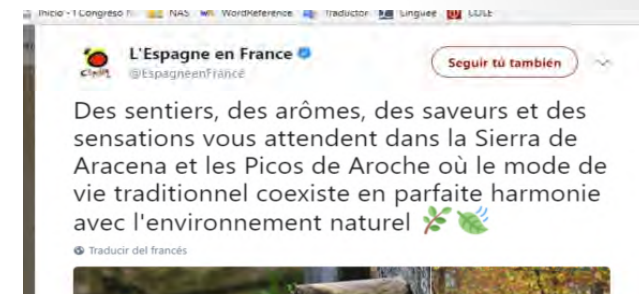 Inicio - I Congreso NAS WordReference Traductor Linguee
L'Espagne en France
@EspagneenFrance
Seguir tú también
Des sentiers, des arômes, des saveurs et des
sensations vous attendent dans la Sierra de
Aracena et les Picos de Aroche où le mode de
vie traditionnel coexiste en parfaite harmonie
avec l'environnement naturel
Traducir del francés